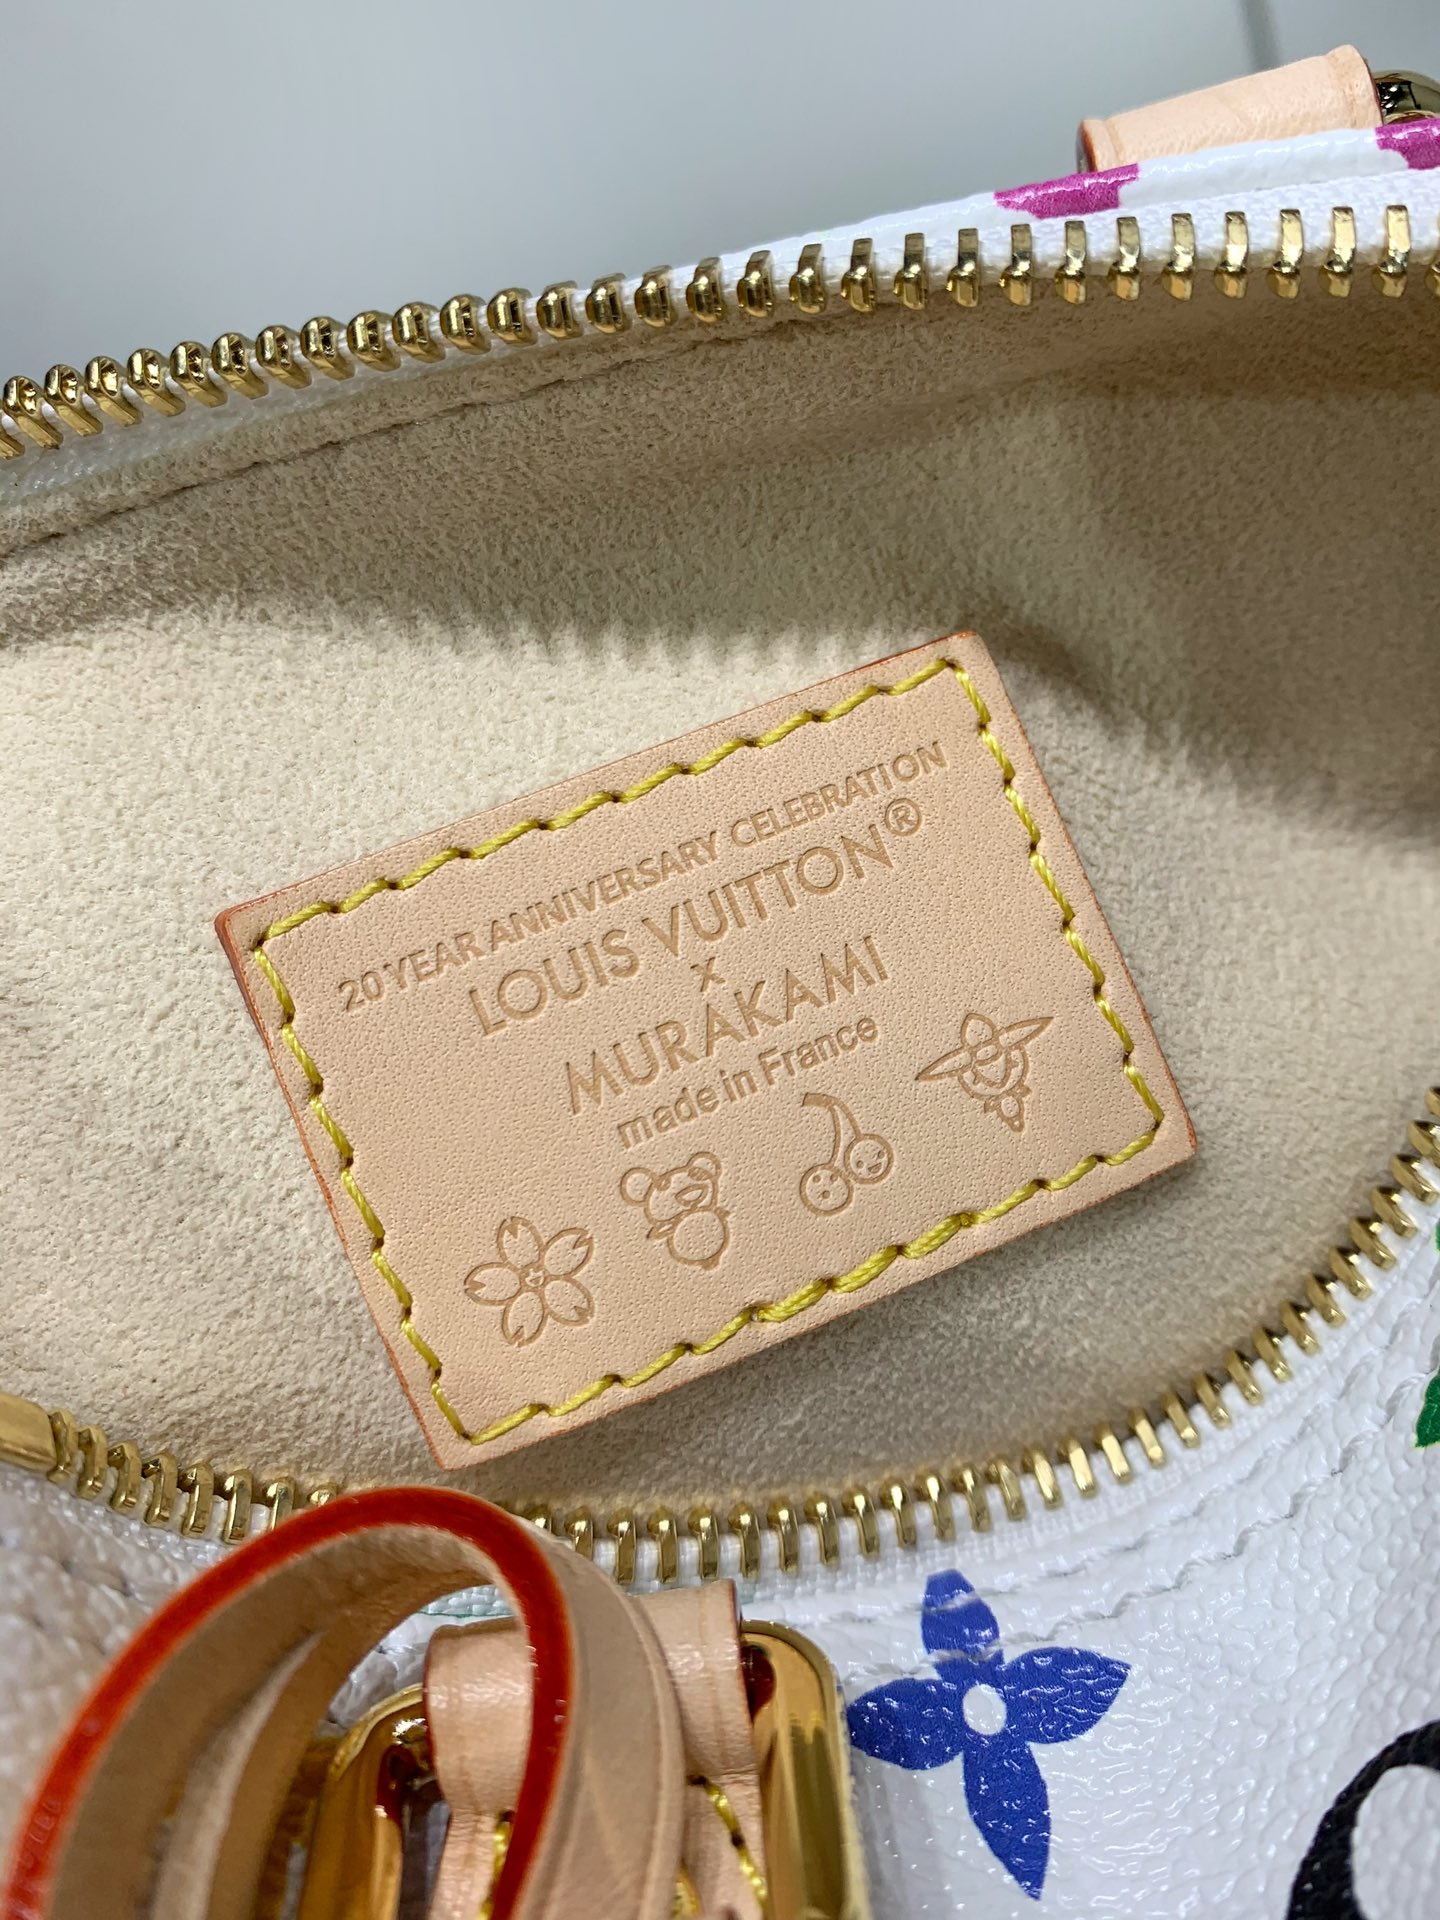 20 YEAR ANNIVERSARY CELEBRATION
LOUIS VUITTON®
x
MURAKAMI
made in France